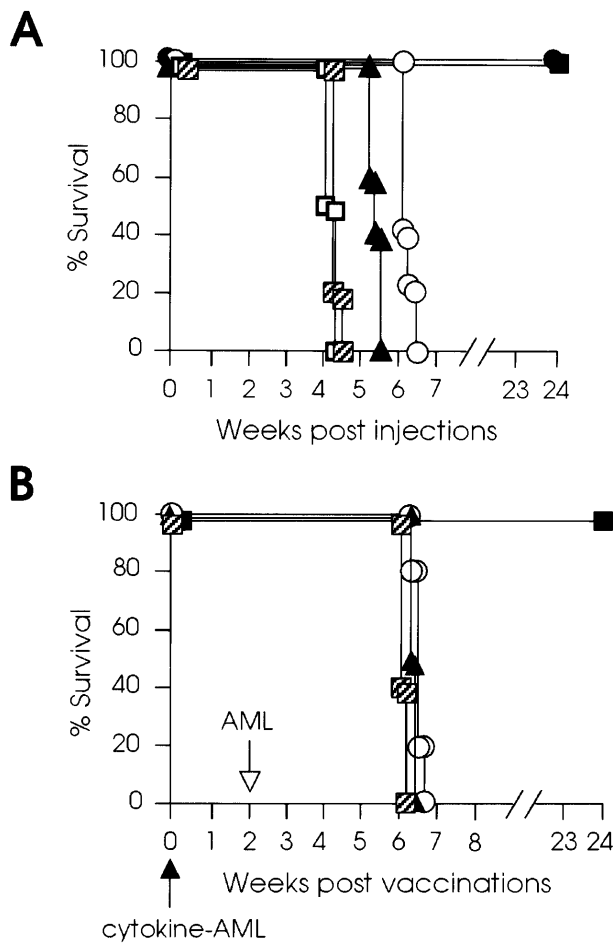 A
% Survival
100
80
60
40
20
0
0 1 2 3 4 5 6 7 23 24
Weeks post injections
B
% Survival
100
80
60
40
20
0
AML
0 1 2 3 4 5 6 7 8 23 24
Weeks post vaccinations
cytokine-AML